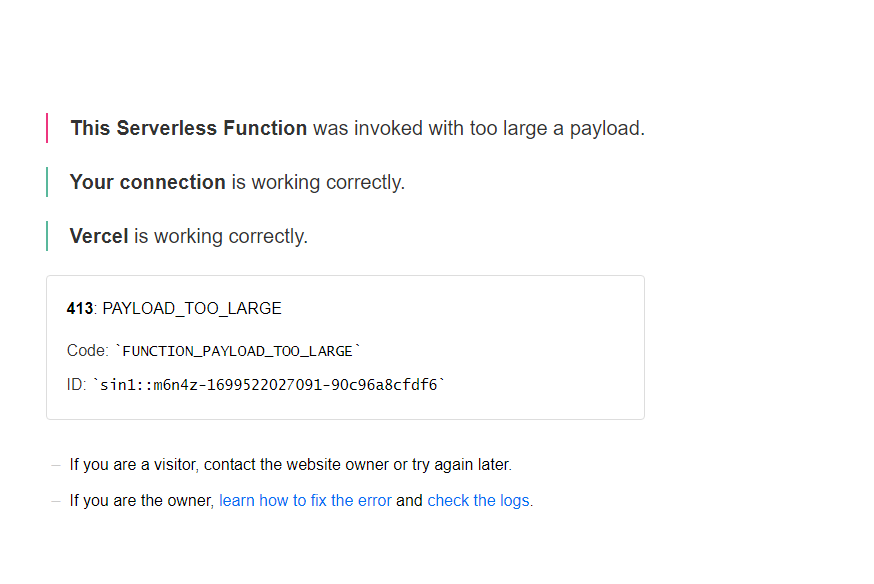 This Serverless Function was invoked with too large a payload.
Your connection is working correctly.
Vercel is working correctly.
413: PAYLOAD_TOO_LARGE
Code: `FUNCTION_PAYLOAD_TOO_LARGE`
ID: `sin1::m6n4z-1699522027091-90c96a8cfdf6`
– If you are a visitor, contact the website owner or try again later.
– If you are the owner, learn how to fix the error and check the logs.